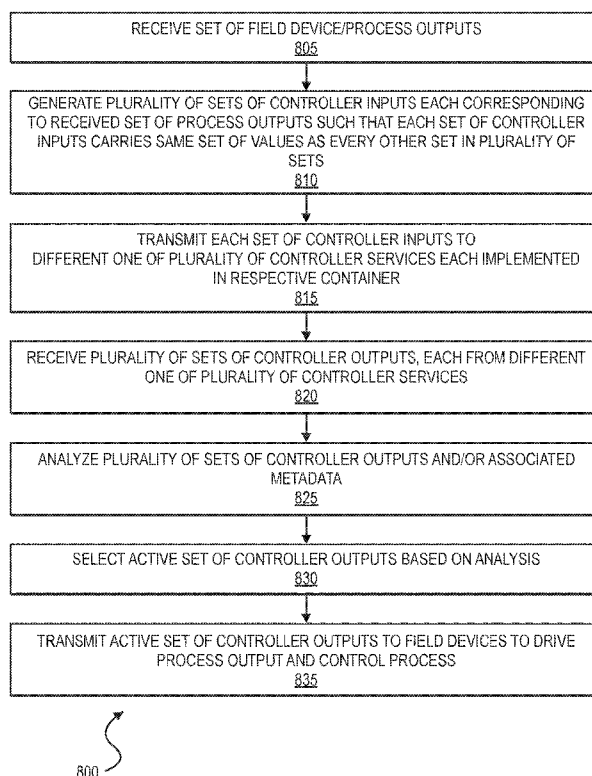 RECEIVE SET OF FIELD DEVICE/PROCESS OUTPUTS
805
GENERATE PLURALITY OF SETS OF CONTROLLER INPUTS EACH CORRESPONDING
TO RECEIVED SET OF PROCESS OUTPUTS SUCH THAT EACH SET OF CONTROLLER
INPUTS CARRIES SAME SET OF VALUES AS EVERY OTHER SET IN PLURALITY OF
SETS
810
TRANSMIT EACH SET OF CONTROLLER INPUTS TO
DIFFERENT ONE OF PLURALITY OF CONTROLLER SERVICES EACH IMPLEMENTED
IN RESPECTIVE CONTAINER
815
RECEIVE PLURALITY OF SETS OF CONTROLLER OUTPUTS, EACH FROM DIFFERENT
ONE OF PLURALITY OF CONTROLLER SERVICES
820
ANALYZE PLURALITY OF SETS OF CONTROLLER OUTPUTS AND/OR ASSOCIATED
METADATA
825
SELECT ACTIVE SET OF CONTROLLER OUTPUTS BASED ON ANALYSIS
830
TRANSMIT ACTIVE SET OF CONTROLLER OUTPUTS TO FIELD DEVICES TO DRIVE
PROCESS OUTPUT AND CONTROL PROCESS
835
800